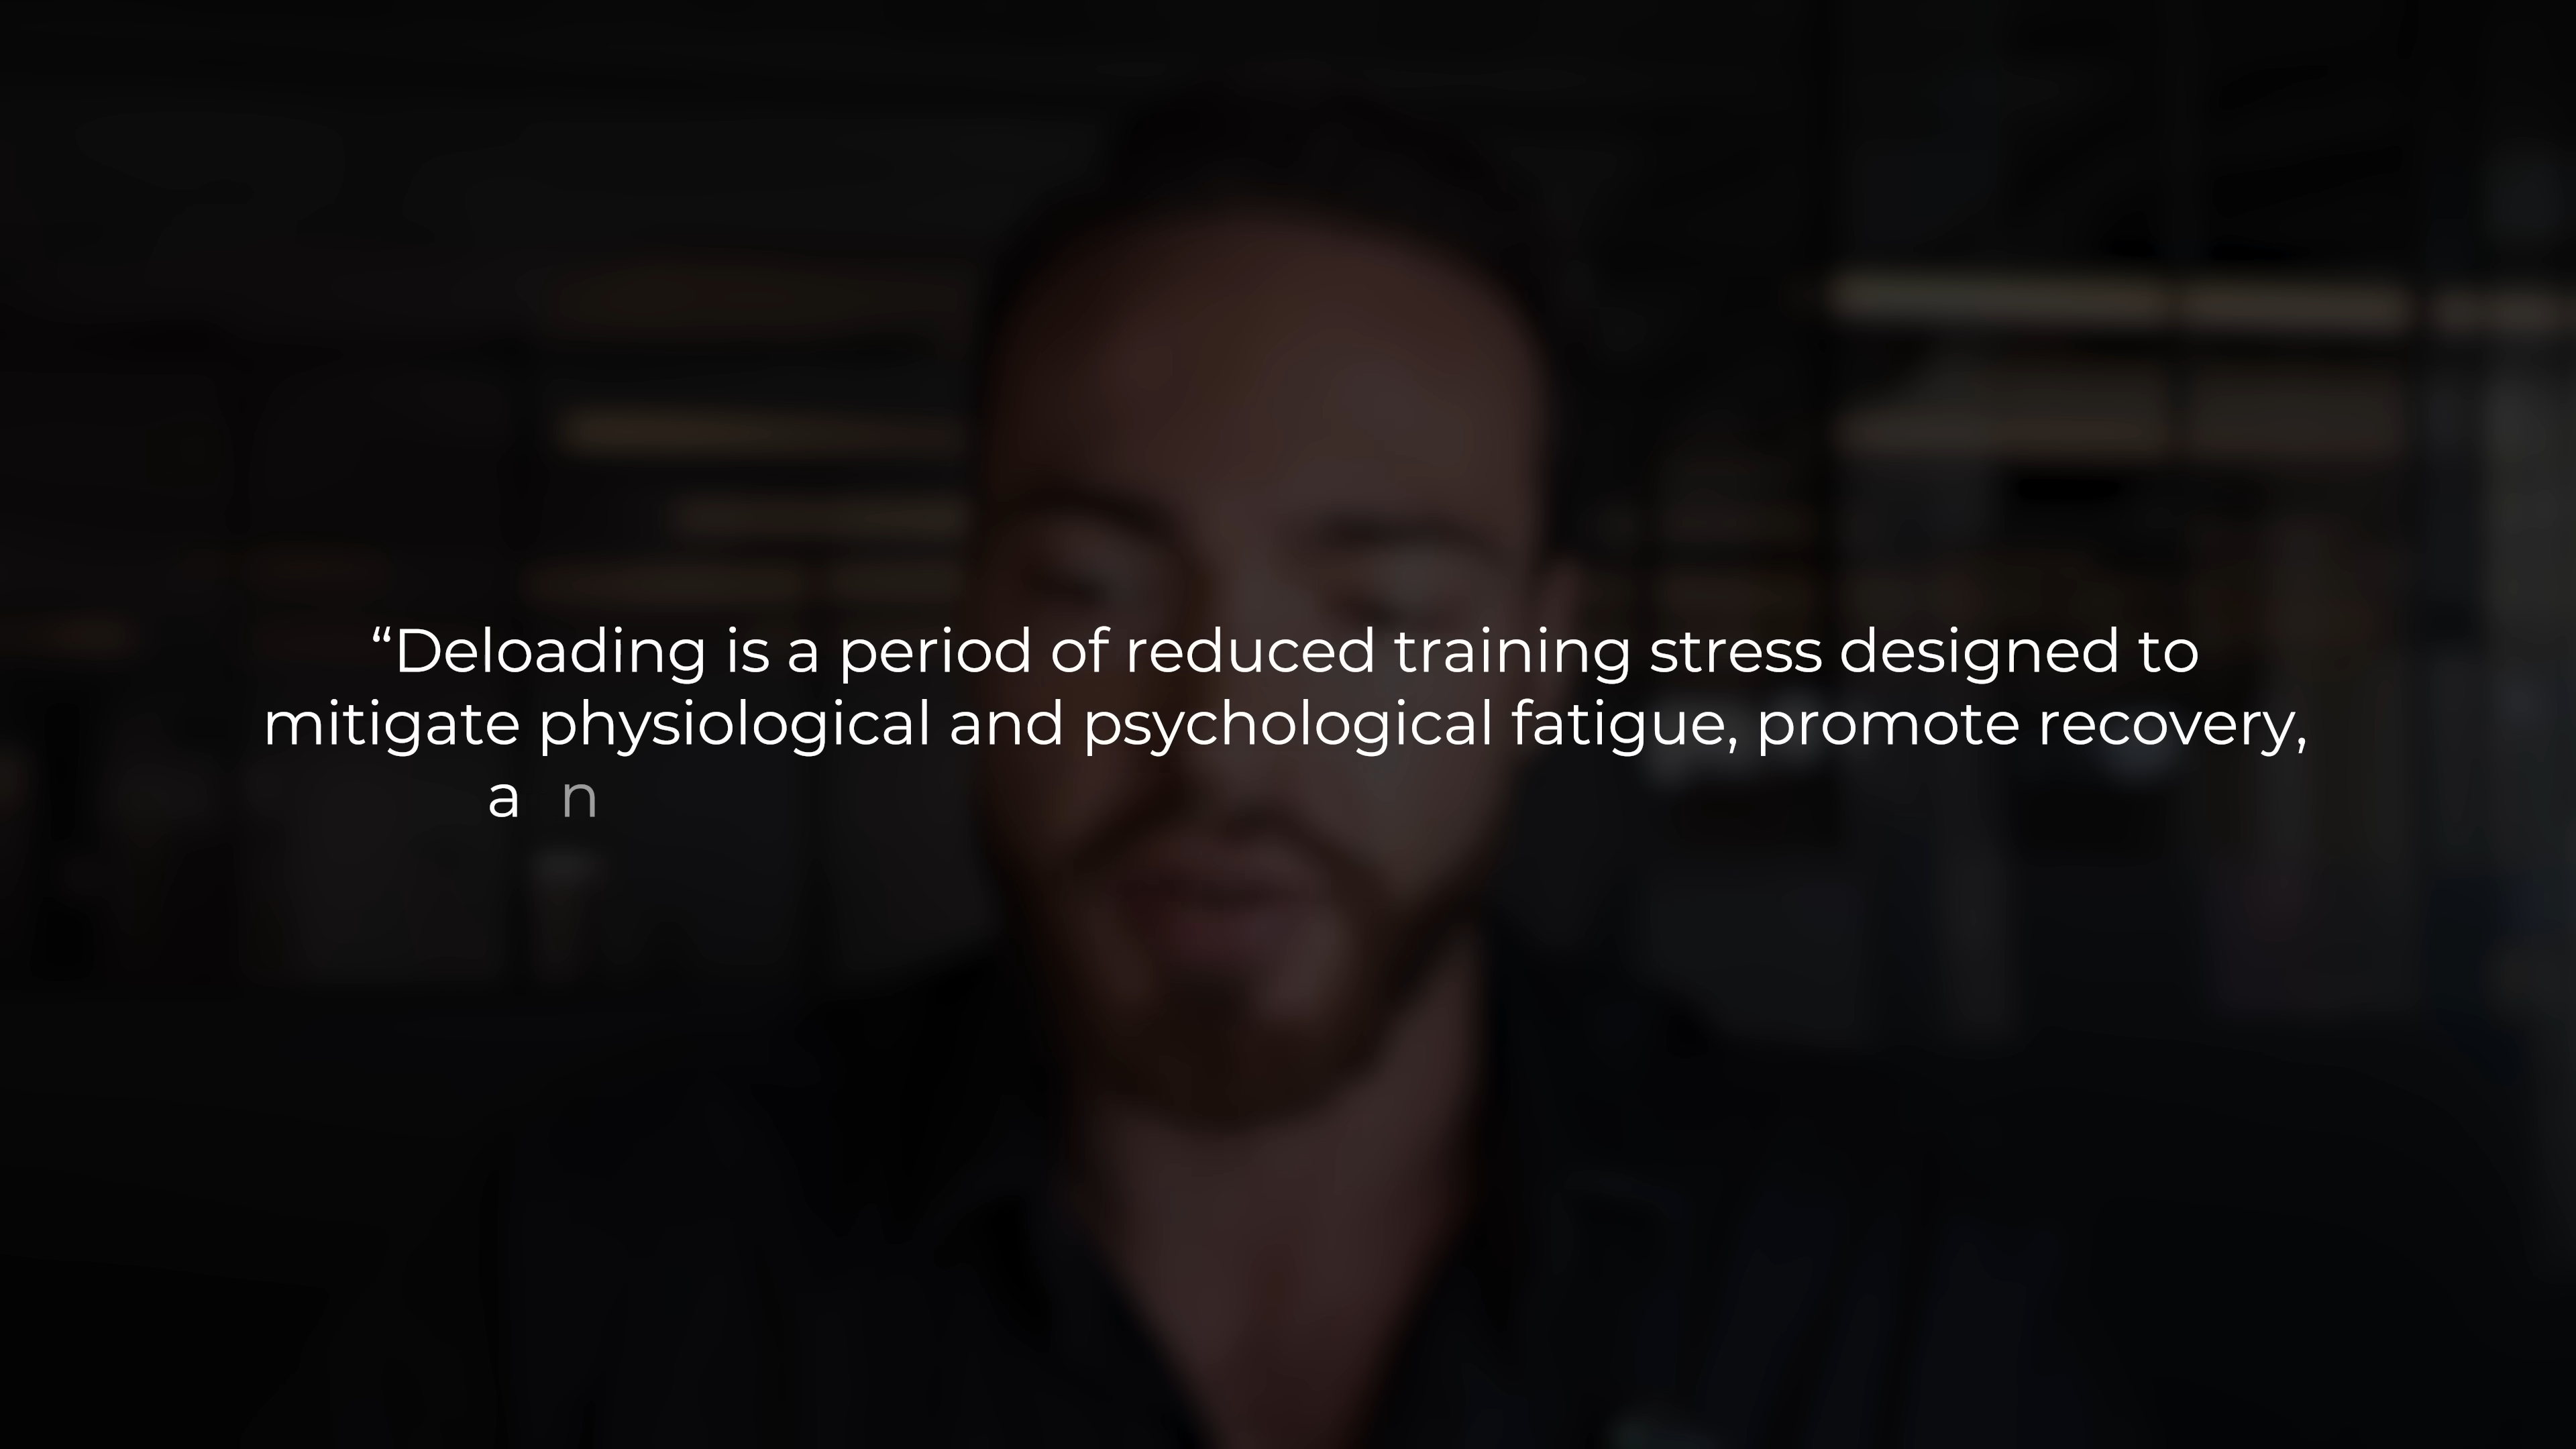 “Deloading is a period of reduced training stress designed to
mitigate physiological and psychological fatigue, promote recovery,
a n